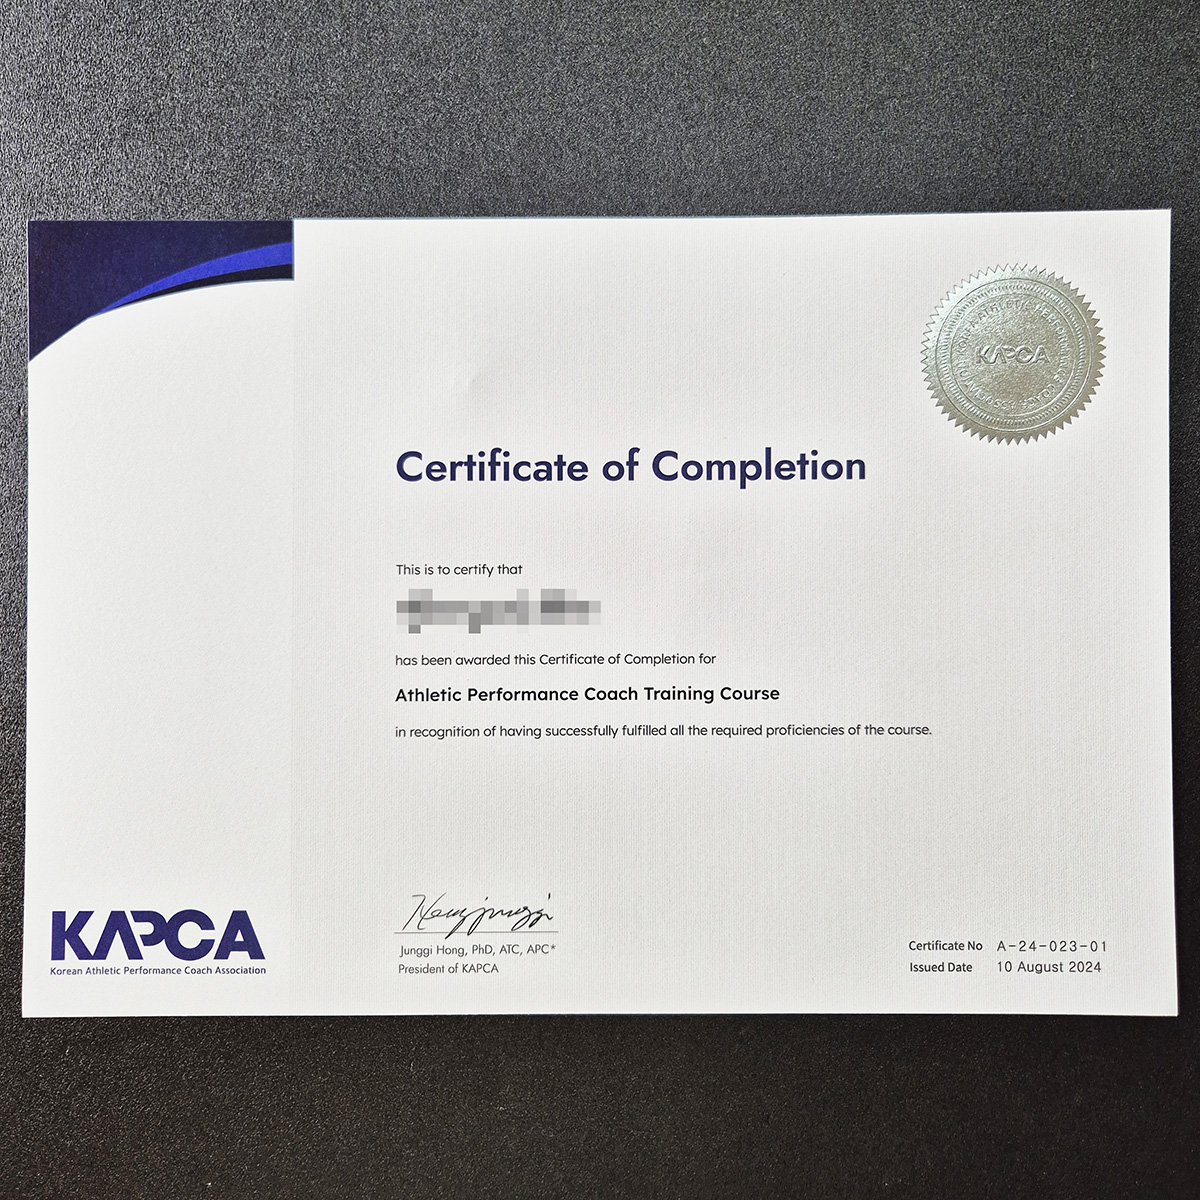 KAPCA
Certificate of Completion
This is to certify that
has been awarded this Certificate of Completion for
Athletic Performance Coach Training Course
in recognition of having successfully fulfilled all the required proficiencies of the course.
KAPCA
Korean Athletic Performance Coach Association
Junggi Hong, PhD, ATC, APC*
President of KAPCA
Certificate No A-24-023-01
Issued Date 10 August 2024